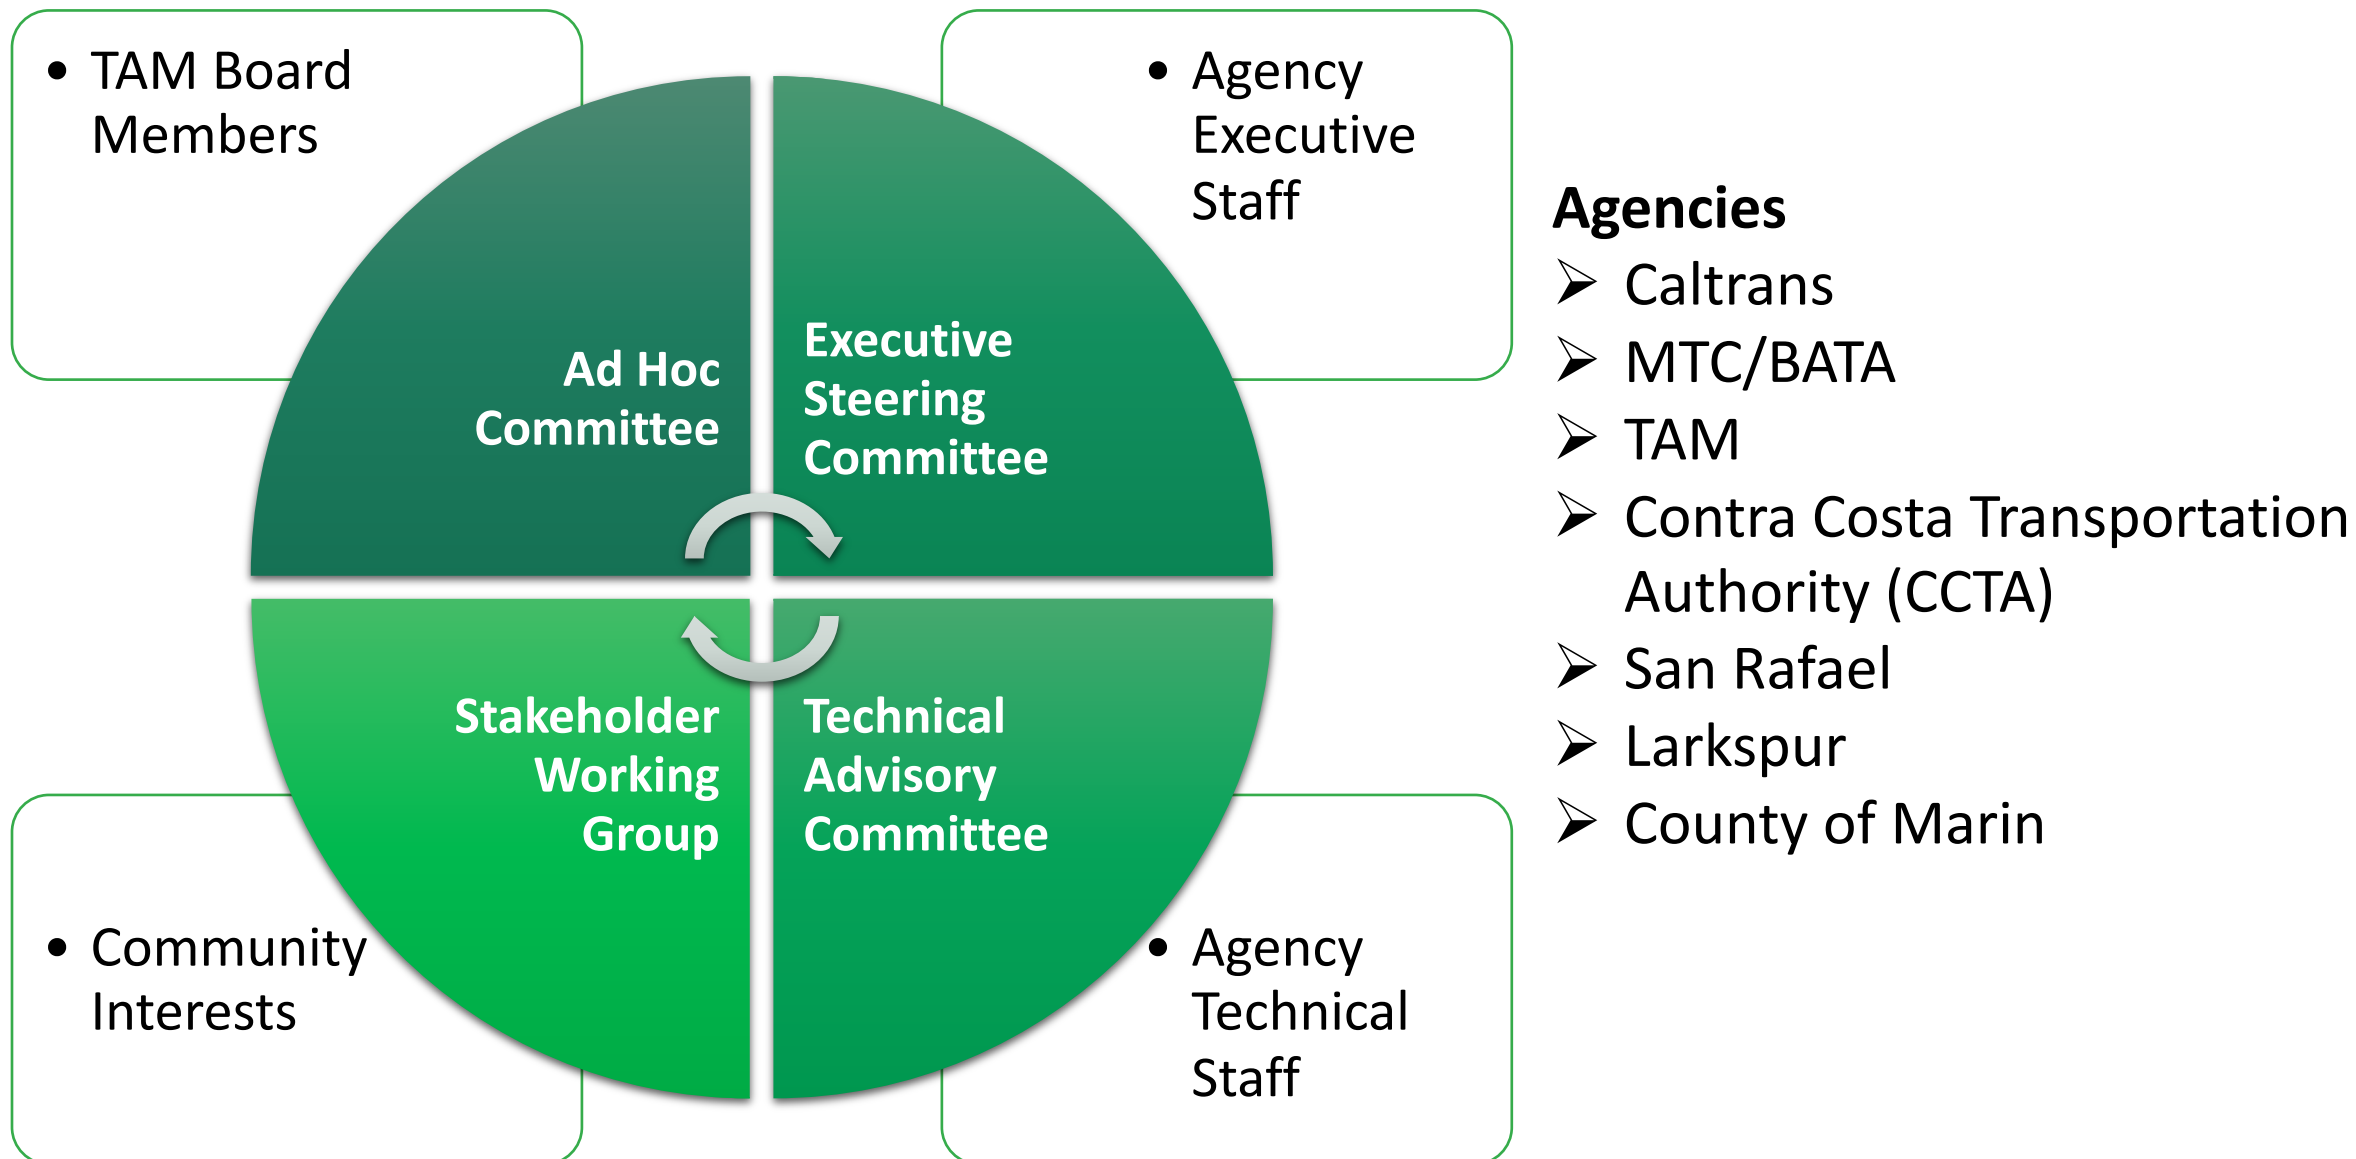 • TAM Board
Members
• Agency
Executive
Staff
Ad Hoc
Committee
Executive
Steering
Committee
Stakeholder
Working
Group
Technical
Advisory
Committee
• Community
Interests
• Agency
Technical
Staff
Agencies
➢ Caltrans
➢ MTC/BATA
➢ TAM
➢ Contra Costa Transportation
Authority (CCTA)
➢ San Rafael
➢ Larkspur
➢ County of Marin